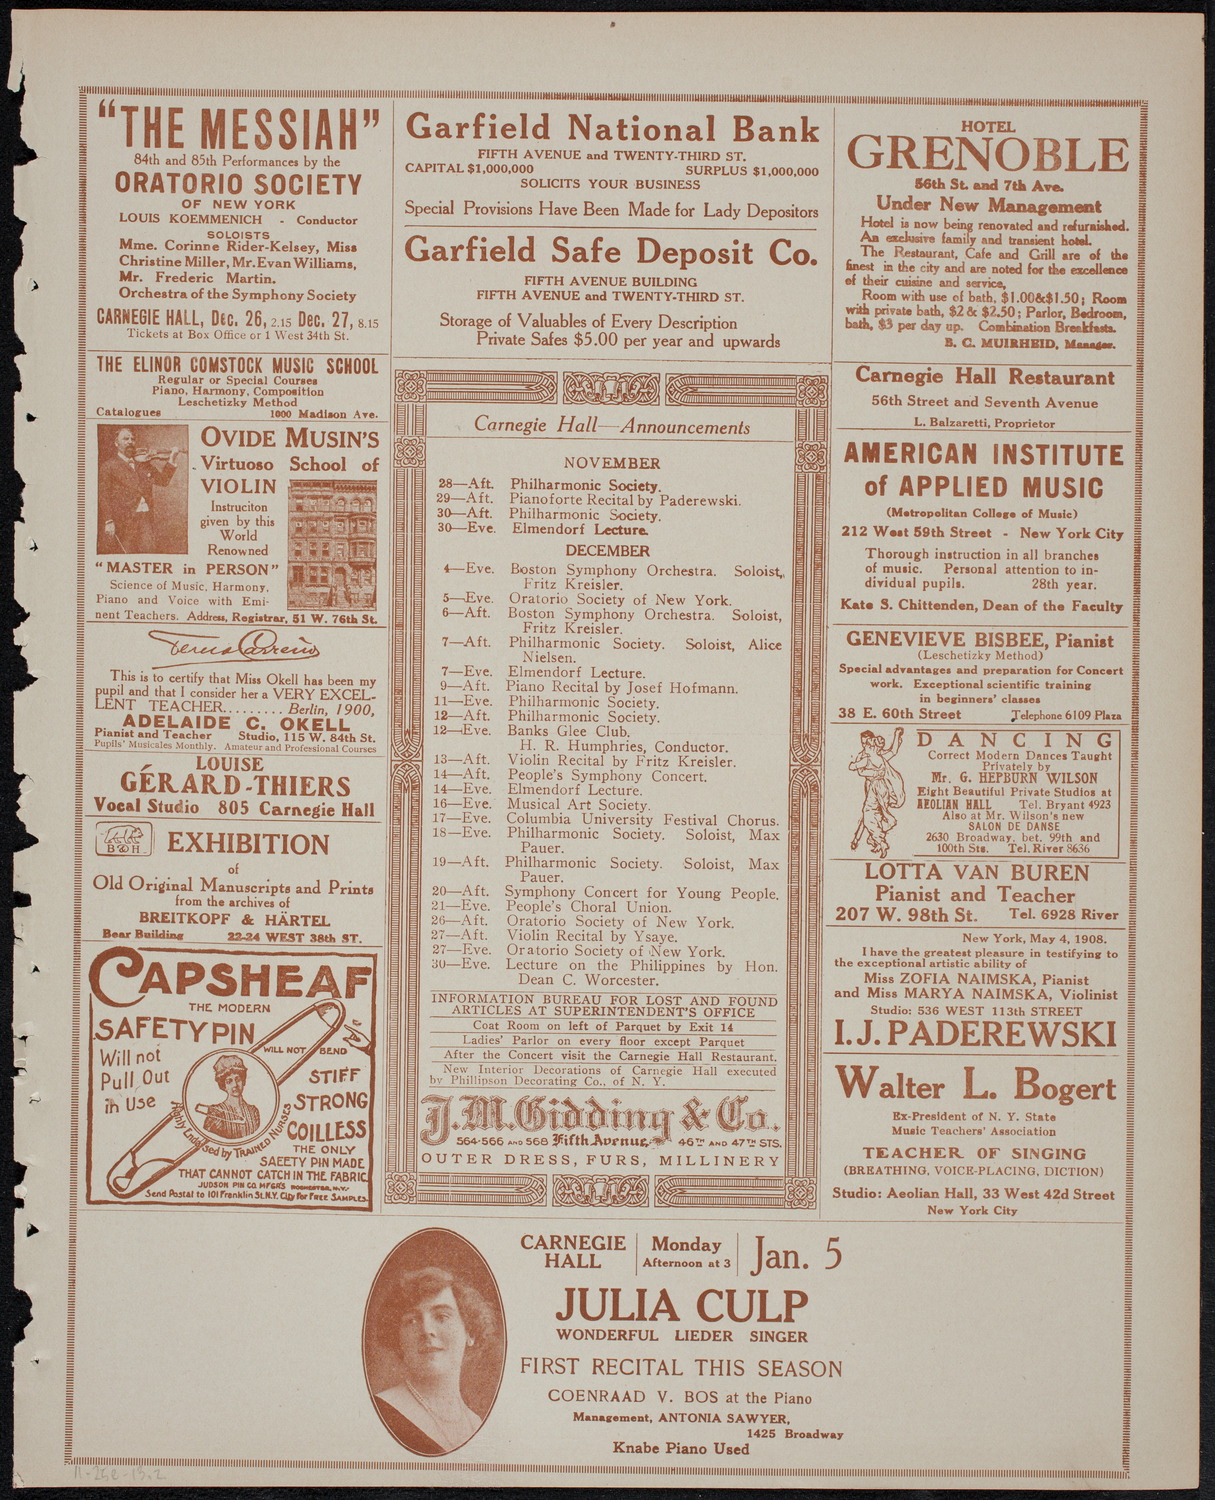 "THE MESSIAH"
84th and 85th Performances by the
ORATORIO SOCIETY
OF NEW YORK
LOUIS KOEMMENICH - Conductor
SOLOISTS
Mme. Corinne Rider-Kelsey, Miss
Christine Miller, Mr. Evan Williams,
Mr. Frederic Martin.
Orchestra of the Symphony Society
CARNEGIE HALL, Dec. 26, 2.15 Dec. 27, 8.15
Tickets at Box Office or 1 West 34th St.
THE ELINOR COMSTOCK MUSIC SCHOOL
Regular or Special Courses
Piano, Harmony, Composition
Leschetizky Method
Catalogues 1000 Madison Ave.
OVIDE MUSIN'S
Virtuoso School of
VIOLIN
Instruciton
given by this
World
Renowned
"MASTER in PERSON"
Science of Music, Harmony,
Piano and Voice with Emi-
nent Teachers. Address, Registrar, 51 W. 76th St.
Teresa Carreño
This is to certify that Miss Okell has been my
pupil and that I consider her a VERY EXCEL-
LENT TEACHER......... Berlin, 1900,
ADELAIDE C. OKELL
Pianist and Teacher Studio, 115 W. 84th St.
Pupils' Musicales Monthly. Amateur and Professional Courses
LOUISE
GÉRARD-THIERS
Vocal Studio 805 Carnegie Hall
B & H
EXHIBITION
of
Old Original Manuscripts and Prints
from the archives of
BREITKOPF & HÄRTEL
Bear Building 22-24 WEST 38th ST.
CAPSHEAF
THE MODERN
SAFETY PIN
WILL NOT BEND
Will not
Pull Out
in Use
STIFF
STRONG
COILLESS
Highly Endorsed by TRAINED NURSES
THE ONLY
SAFETY PIN MADE
THAT CANNOT CATCH IN THE FABRIC
JUDSON PIN CO. MFGRS ROCHESTER, N.Y.
Send Postal to 101 Franklin St. N.Y. City for FREE SAMPLES.
Garfield National Bank
FIFTH AVENUE and TWENTY-THIRD ST.
CAPITAL $1,000,000 SURPLUS $1,000,000
SOLICITS YOUR BUSINESS
Special Provisions Have Been Made for Lady Depositors
Garfield Safe Deposit Co.
FIFTH AVENUE BUILDING
FIFTH AVENUE and TWENTY-THIRD ST.
Storage of Valuables of Every Description
Private Safes $5.00 per year and upwards
Carnegie Hall—Announcements
NOVEMBER
28—Aft. Philharmonic Society.
29—Aft. Pianoforte Recital by Paderewski.
30—Aft. Philharmonic Society.
30—Eve. Elmendorf Lecture.
DECEMBER
4—Eve. Boston Symphony Orchestra. Soloist,
Fritz Kreisler.
5—Eve. Oratorio Society of New York.
6—Aft. Boston Symphony Orchestra. Soloist,
Fritz Kreisler.
7—Aft. Philharmonic Society. Soloist, Alice
Nielsen.
7—Eve. Elmendorf Lecture.
9—Aft. Piano Recital by Josef Hofmann.
11—Eve. Philharmonic Society.
12—Aft. Philharmonic Society.
12—Eve. Banks Glee Club,
H. R. Humphries, Conductor.
13—Aft. Violin Recital by Fritz Kreisler.
14—Aft. People's Symphony Concert.
14—Eve. Elmendorf Lecture.
16—Eve. Musical Art Society.
17—Eve. Columbia University Festival Chorus.
18—Eve. Philharmonic Society. Soloist, Max
Pauer.
19—Aft. Philharmonic Society. Soloist, Max
Pauer.
20—Aft. Symphony Concert for Young People.
21—Eve. People's Choral Union.
26—Aft. Oratorio Society of New York.
27—Aft. Violin Recital by Ysaye.
27—Eve. Oratorio Society of New York.
30—Eve. Lecture on the Philippines by Hon.
Dean C. Worcester.
INFORMATION BUREAU FOR LOST AND FOUND
ARTICLES AT SUPERINTENDENT'S OFFICE
Coat Room on left of Parquet by Exit 14
Ladies' Parlor on every floor except Parquet
After the Concert visit the Carnegie Hall Restaurant.
New Interior Decorations of Carnegie Hall executed
by Phillipson Decorating Co., of N. Y.
J. M. Gidding & Co.
564-566 AND 568 Fifth Avenue, 46TH AND 47TH STS.
OUTER DRESS, FURS, MILLINERY
HOTEL
GRENOBLE
56th St. and 7th Ave.
Under New Management
Hotel is now being renovated and refurnished.
An exclusive family and transient hotel.
The Restaurant, Cafe and Grill are of the
finest in the city and are noted for the excellence
of their cuisine and service,
Room with use of bath, $1.00&$1.50; Room
with private bath, $2 & $2.50; Parlor, Bedroom,
bath, $3 per day up. Combination Breakfasts.
B. C. MUIRHEID, Manager.
Carnegie Hall Restaurant
56th Street and Seventh Avenue
L. Balzaretti, Proprietor
AMERICAN INSTITUTE
of APPLIED MUSIC
(Metropolitan College of Music)
212 West 59th Street - New York City
Thorough instruction in all branches
of music. Personal attention to in-
dividual pupils. 28th year.
Kate S. Chittenden, Dean of the Faculty
GENEVIEVE BISBEE, Pianist
(Leschetizky Method)
Special advantages and preparation for Concert
work. Exceptional scientific training
in beginners' classes
38 E. 60th Street Telephone 6109 Plaza
DANCING
Correct Modern Dances Taught
Privately by
Mr. G. HEPBURN WILSON
Eight Beautiful Private Studios at
AEOLIAN HALL Tel. Bryant 4923
Also at Mr. Wilson's new
SALON DE DANSE
2630 Broadway, bet. 99th and
100th Sts. Tel. River 8636
LOTTA VAN BUREN
Pianist and Teacher
207 W. 98th St. Tel. 6928 River
New York, May 4, 1908.
I have the greatest pleasure in testifying to
the exceptional artistic ability of
Miss ZOFIA NAIMSKA, Pianist
and Miss MARYA NAIMSKA, Violinist
Studio: 536 WEST 113th STREET
I. J. PADEREWSKI
Walter L. Bogert
Ex-President of N. Y. State
Music Teachers' Association
TEACHER OF SINGING
(BREATHING, VOICE-PLACING, DICTION)
Studio: Aeolian Hall, 33 West 42d Street
New York City
CARNEGIE HALL
Monday
Afternoon at 3
Jan. 5
JULIA CULP
WONDERFUL LIEDER SINGER
FIRST RECITAL THIS SEASON
COENRAAD V. BOS at the Piano
Management, ANTONIA SAWYER,
1425 Broadway
Knabe Piano Used
11-25e-13.2